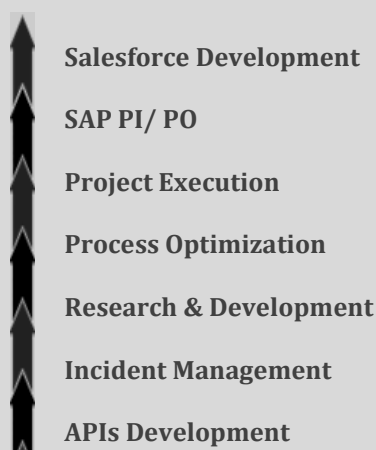 Salesforce Development
SAP PI/ PO
Project Execution
Process Optimization
Research & Development
Incident Management
APIs Development